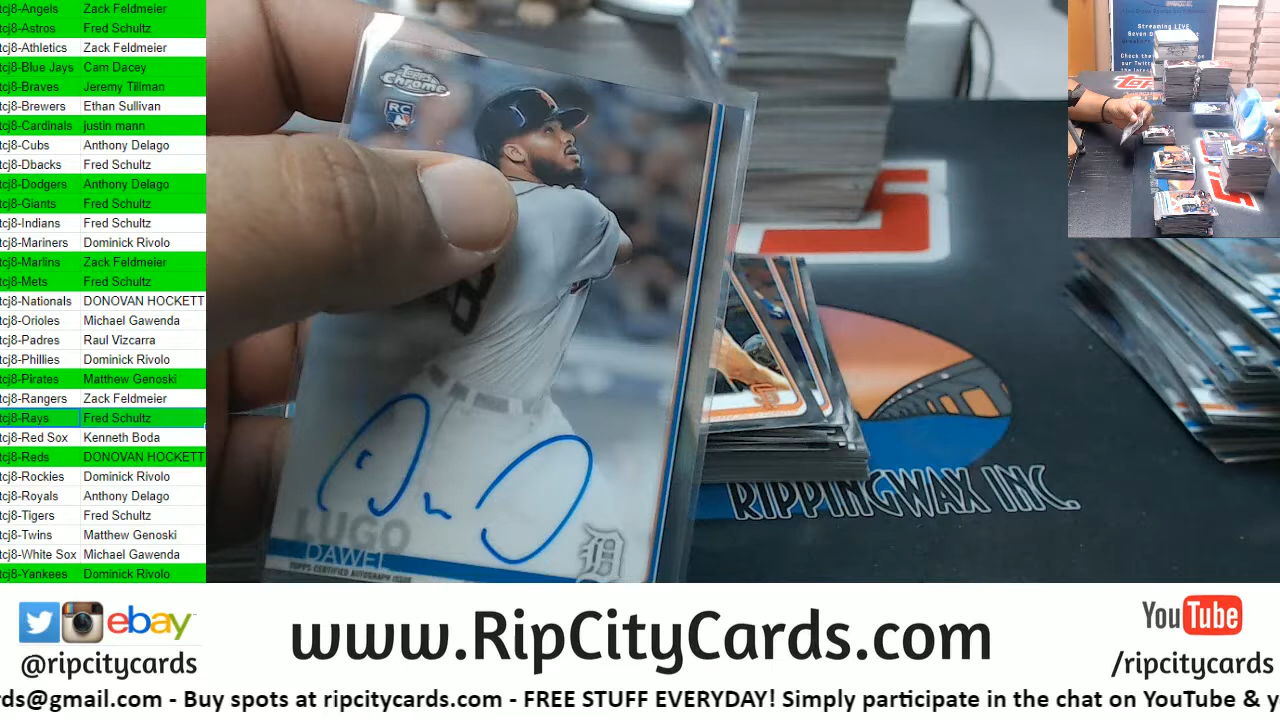 tcj8-Angels Zack Feldmeier
tcj8-Astros Fred Schultz
tcj8-Athletics Zack Feldmeier
tcj8-Blue Jays Cam Dacey
tcj8-Braves Jeremy Tillman
tcj8-Brewers Ethan Sullivan
tcj8-Cardinals justin mann
tcj8-Cubs Anthony Delago
tcj8-Dbacks Fred Schultz
tcj8-Dodgers Anthony Delago
tcj8-Giants Fred Schultz
tcj8-Indians Fred Schultz
tcj8-Mariners Dominick Rivolo
tcj8-Marlins Zack Feldmeier
tcj8-Mets Fred Schultz
tcj8-Nationals DONOVAN HOCKETT
tcj8-Orioles Michael Gawenda
tcj8-Padres Raul Vizcarra
tcj8-Phillies Dominick Rivolo
tcj8-Pirates Matthew Genoski
tcj8-Rangers Zack Feldmeier
tcj8-Rays Fred Schultz
tcj8-Red Sox Kenneth Boda
tcj8-Reds DONOVAN HOCKETT
tcj8-Rockies Dominick Rivolo
tcj8-Royals Anthony Delago
tcj8-Tigers Fred Schultz
tcj8-Twins Matthew Genoski
tcj8-White Sox Michael Gawenda
tcj8-Yankees Dominick Rivolo
Topps
Chrome
RC
LUGO
DAWEL
TOPPS CERTIFIED AUTOGRAPH ISSUE
RIPPINGWAX INC.
Streaming LIVE
ebay
@ripcitycards
www.RipCityCards.com
YouTube
/ripcitycards
rds@gmail.com - Buy spots at ripcitycards.com - FREE STUFF EVERYDAY! Simply participate in the chat on YouTube & y